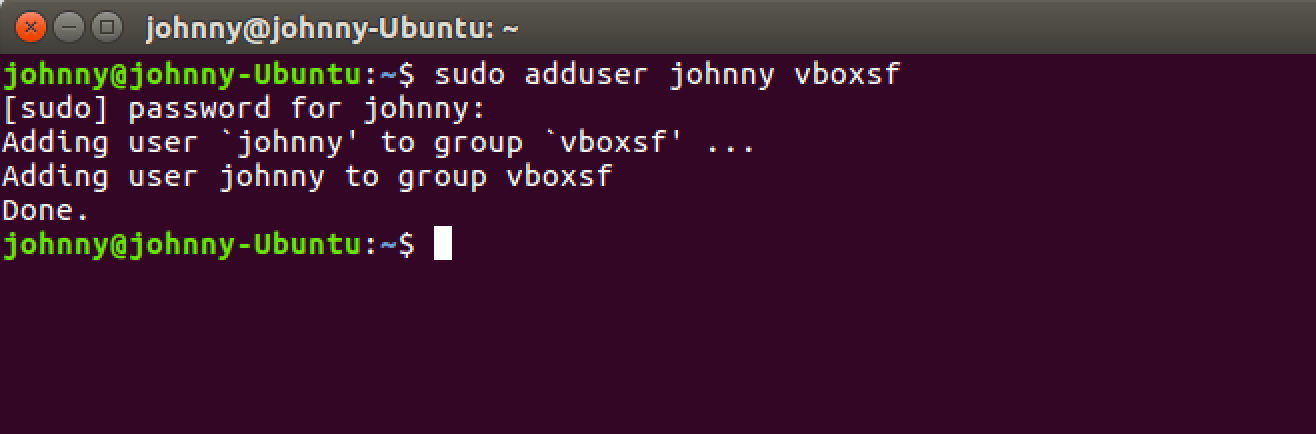 johnny@johnny-Ubuntu: ~
johnny@johnny-Ubuntu:~$ sudo adduser johnny vboxsf
[sudo] password for johnny:
Adding user `johnny' to group `vboxsf' ...
Adding user johnny to group vboxsf
Done.
johnny@johnny-Ubuntu:~$